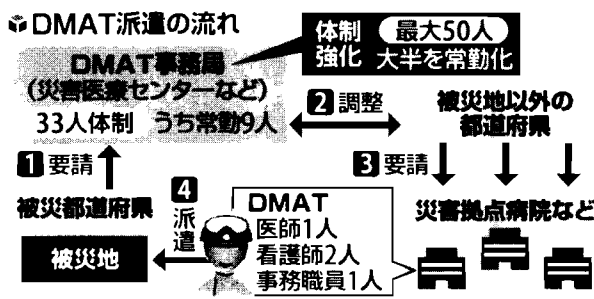 DMAT派遣の流れ
体制強化
最大50人
大半を常勤化
DMAT事務局
(災害医療センターなど)
33人体制 うち常勤9人
2 調整
被災地以外の
都道府県
1 要請
3 要請
被災都道府県
4 派遣
災害拠点病院など
被災地
DMAT
医師1人
看護師2人
事務職員1人